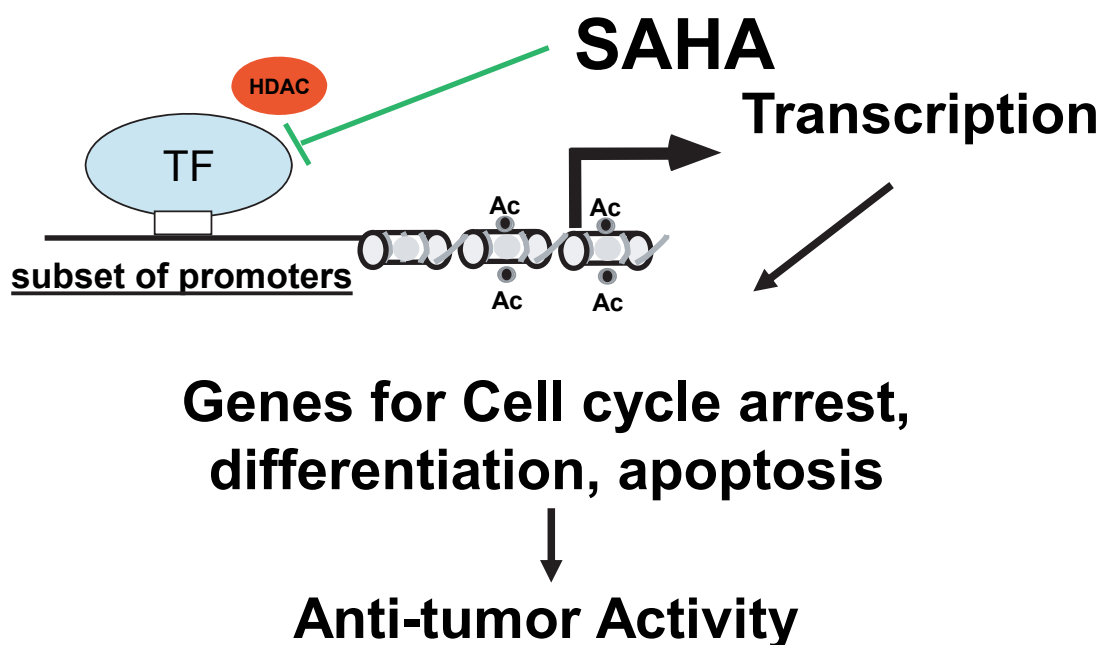 SAHA
HDAC
Transcription
TF
Ac
Ac
subset of promoters
Ac
Ac
Genes for Cell cycle arrest,
differentiation, apoptosis
Anti-tumor Activity